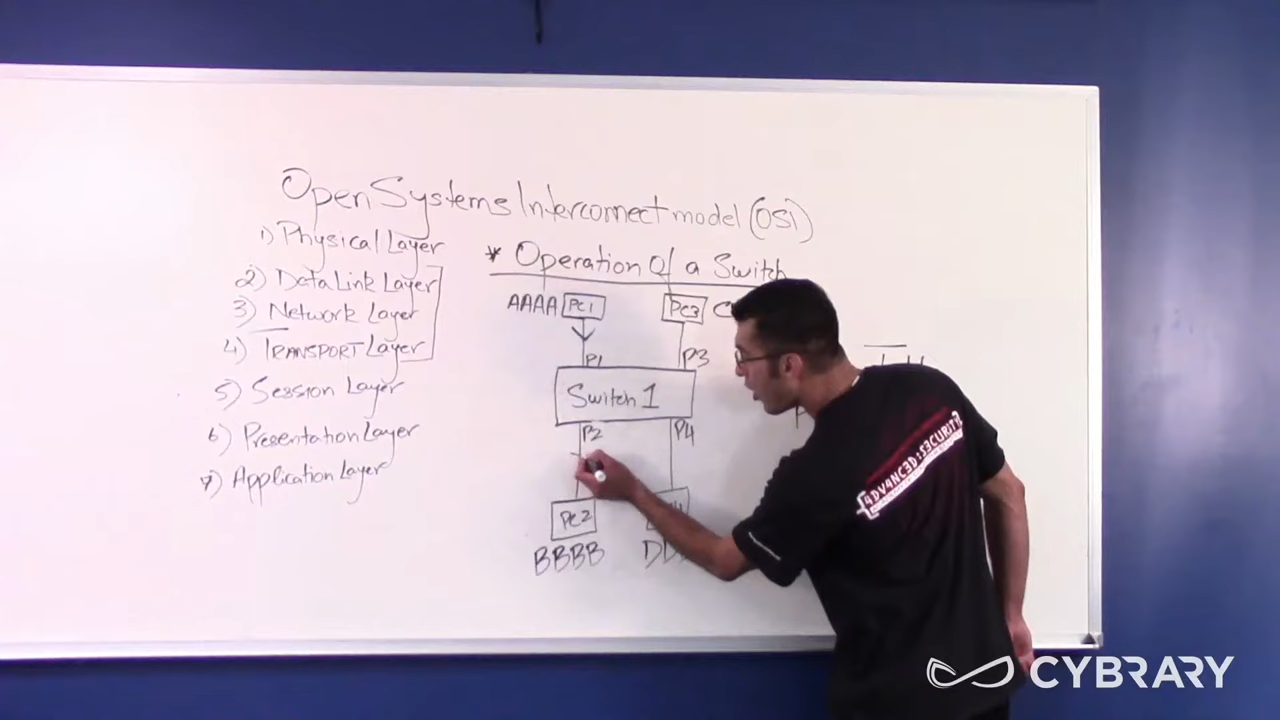 Open Systems Interconnect model (OSI)
1) Physical Layer
2) Data Link Layer
3) Network Layer
4) TRANSPORT Layer
5) Session Layer
6) Presentation Layer
7) Application Layer
* Operation Of a Switch
AAAA PC1
PC3 C
P1 P3
Switch 1
P2 P4
PC2
BBBB
4DV4NC3D:S3CURITY
CYBRARY